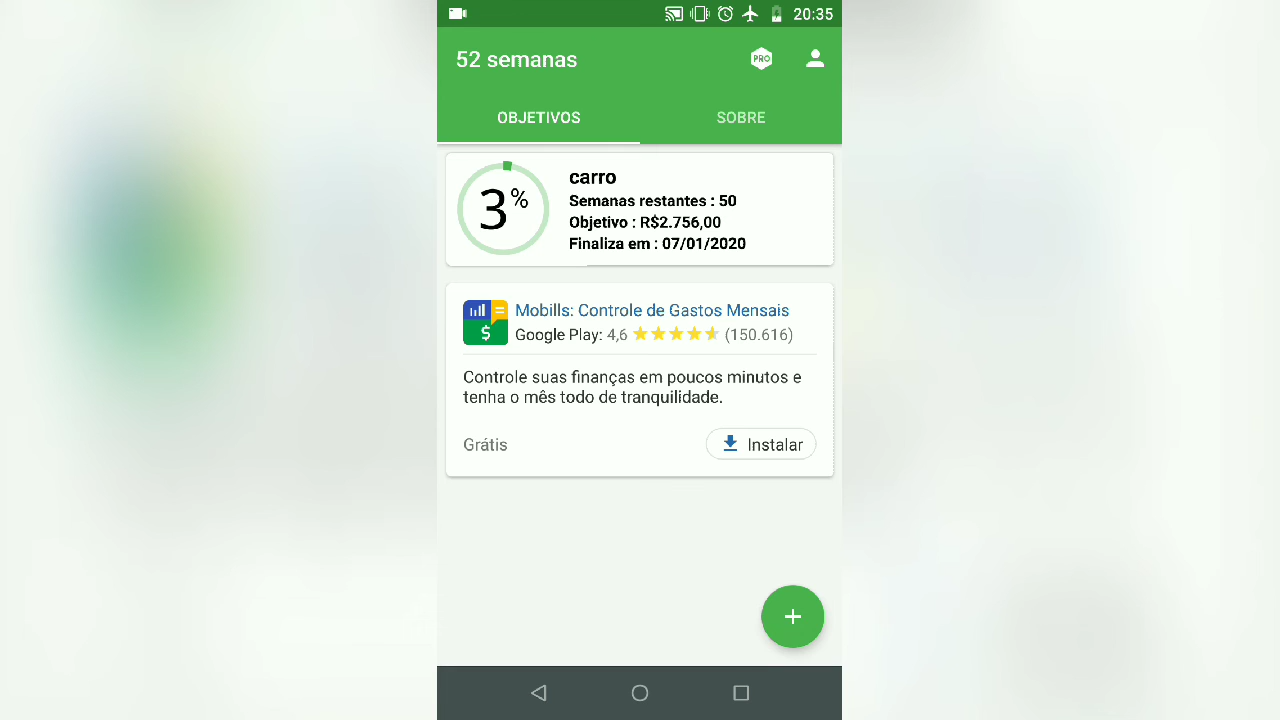 20:35
52 semanas
PRO
OBJETIVOS
SOBRE
3%
carro
Semanas restantes : 50
Objetivo : R$2.756,00
Finaliza em : 07/01/2020
Mobills: Controle de Gastos Mensais
Google Play: 4,6 (150.616)
Controle suas finanças em poucos minutos e
tenha o mês todo de tranquilidade.
Grátis
Instalar